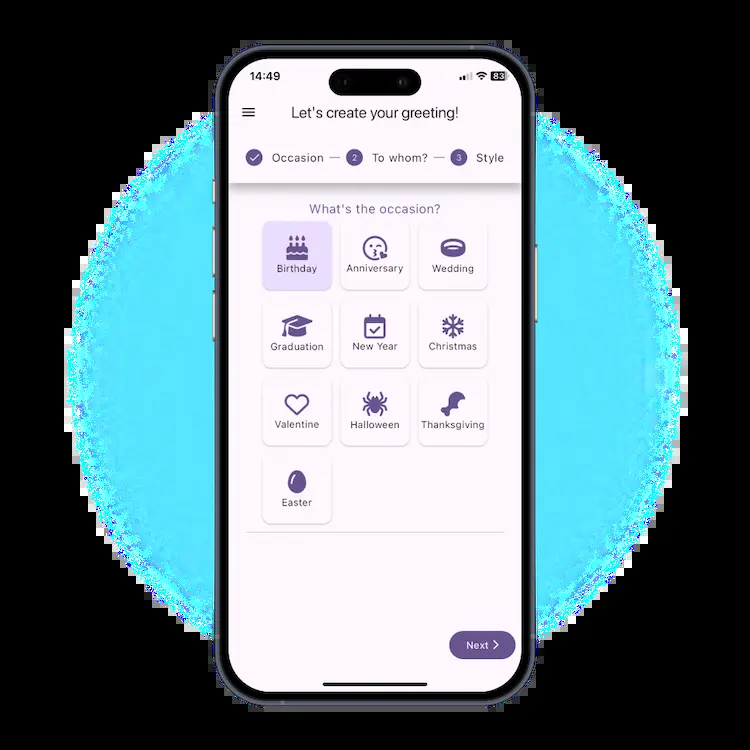 14:49 83
Let's create your greeting!
Occasion 2 To whom? 3 Style
What's the occasion?
Birthday Anniversary Wedding
Graduation New Year Christmas
Valentine Halloween Thanksgiving
Easter
Next